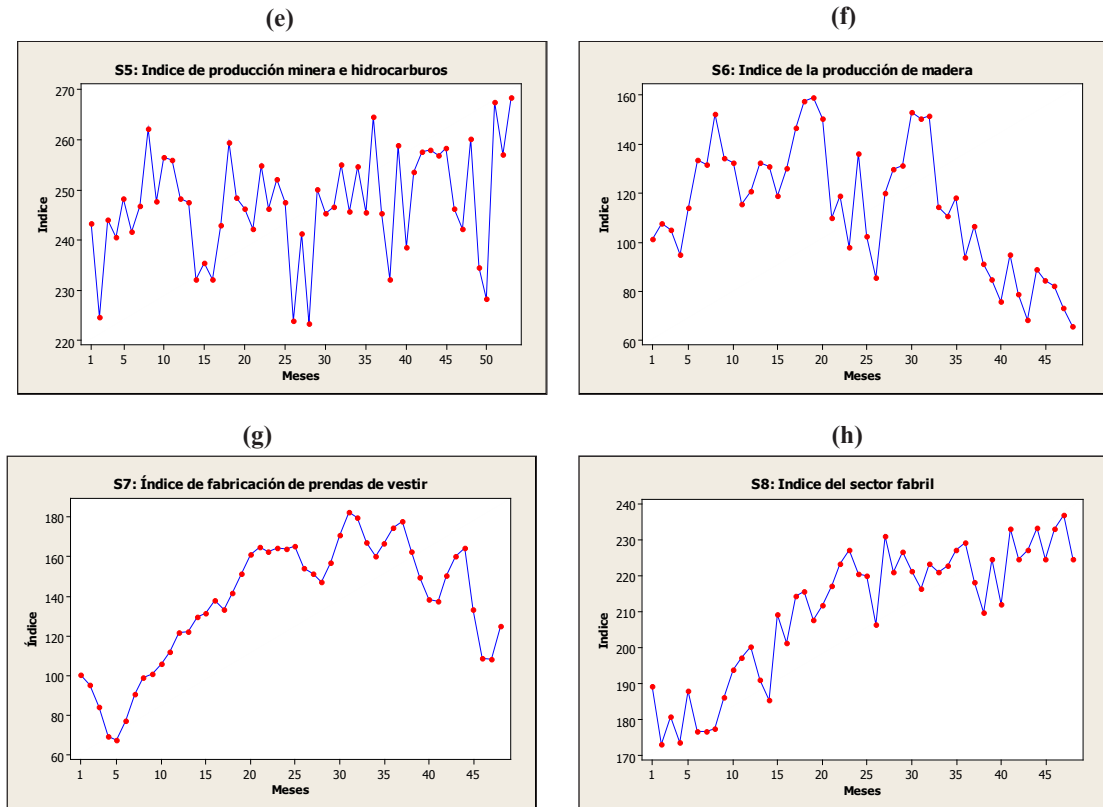 (e)
S5: Indice de producción minera e hidrocarburos
Indice
270
260
250
240
230
220
1 5 10 15 20 25 30 35 40 45 50
Meses
(f)
S6: Indice de la producción de madera
Indice
160
140
120
100
80
60
1 5 10 15 20 25 30 35 40 45
Meses
(g)
S7: Índice de fabricación de prendas de vestir
Índice
180
160
140
120
100
80
60
1 5 10 15 20 25 30 35 40 45
Meses
(h)
S8: Indice del sector fabril
Indice
240
230
220
210
200
190
180
170
1 5 10 15 20 25 30 35 40 45
Meses